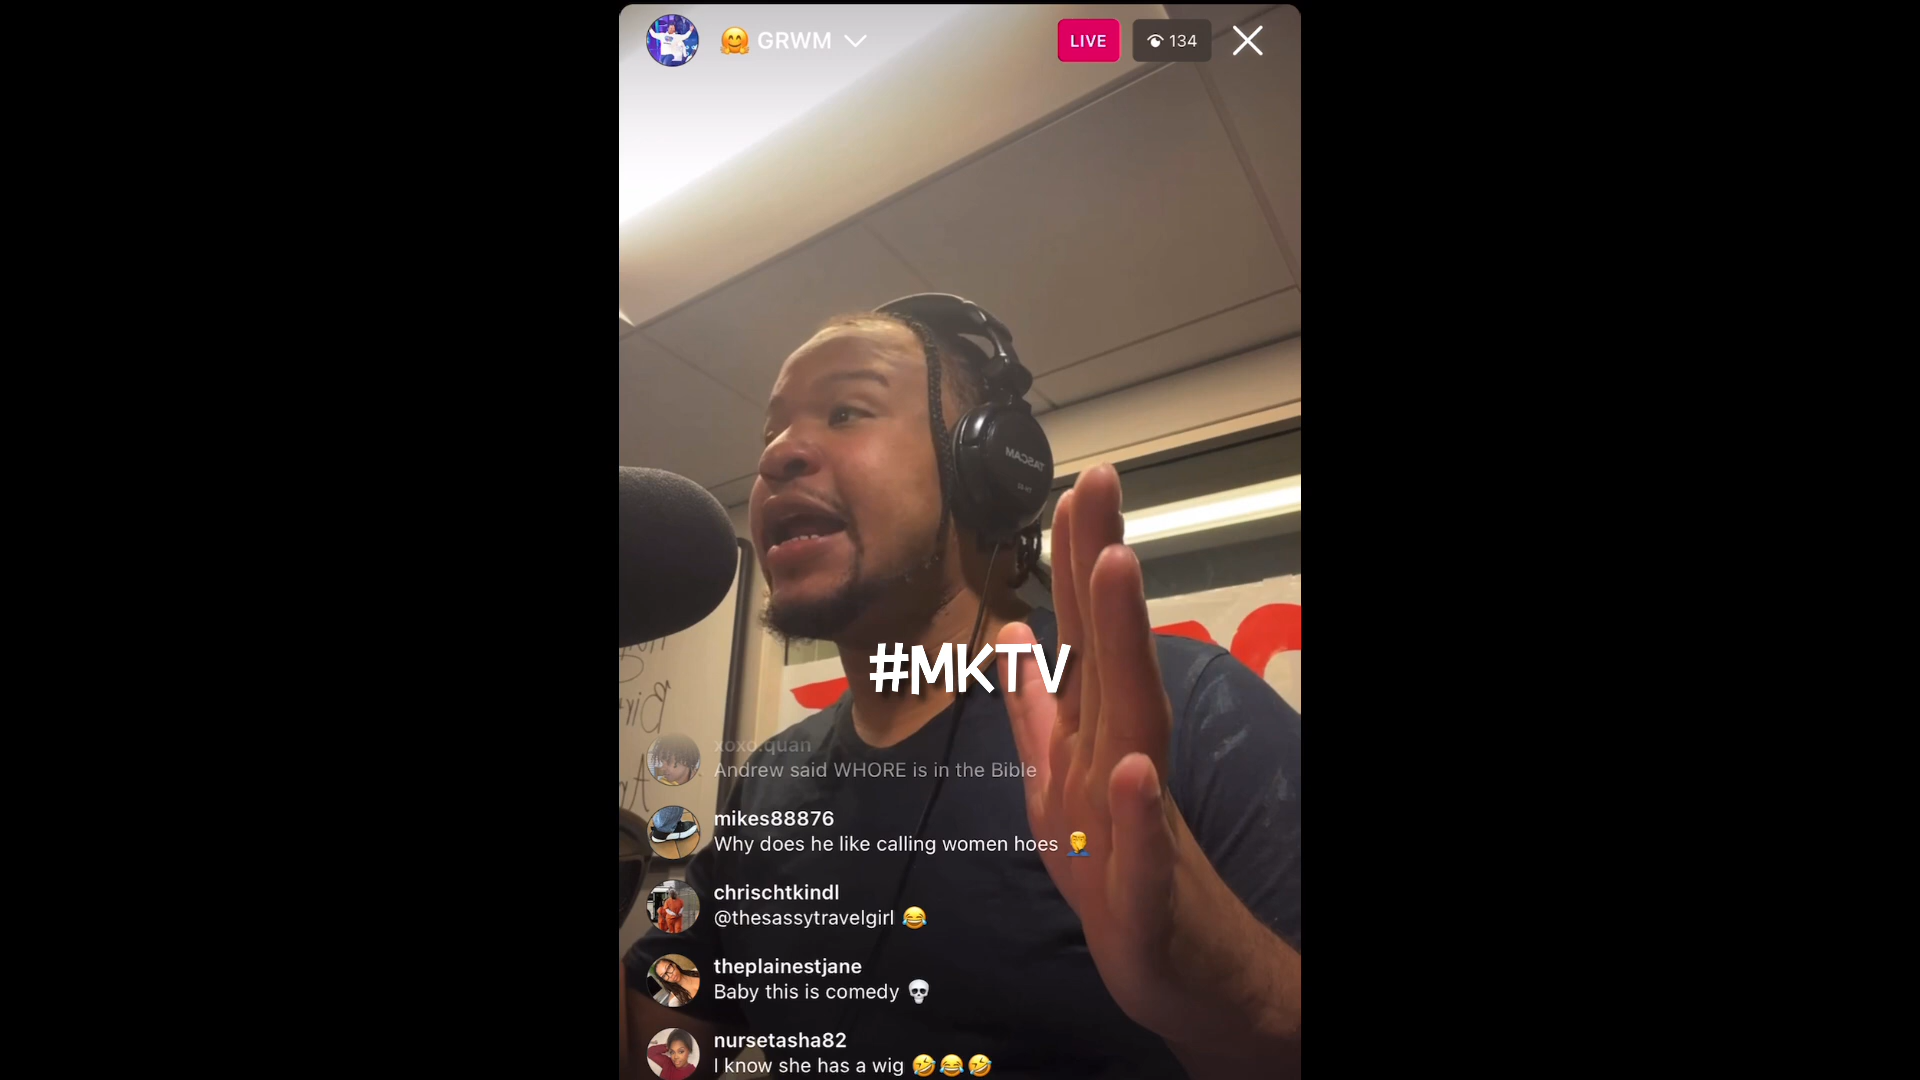 🤗 GRWM
LIVE
134
TASCAM
#MKTV
xoxo.quan
Andrew said WHORE is in the Bible
mikes88876
Why does he like calling women hoes 🤦‍♂️
chrischtkindl
@thesassytravelgirl 😂
theplainestjane
Baby this is comedy 💀
nursetasha82
I know she has a wig 🤣😂🤣